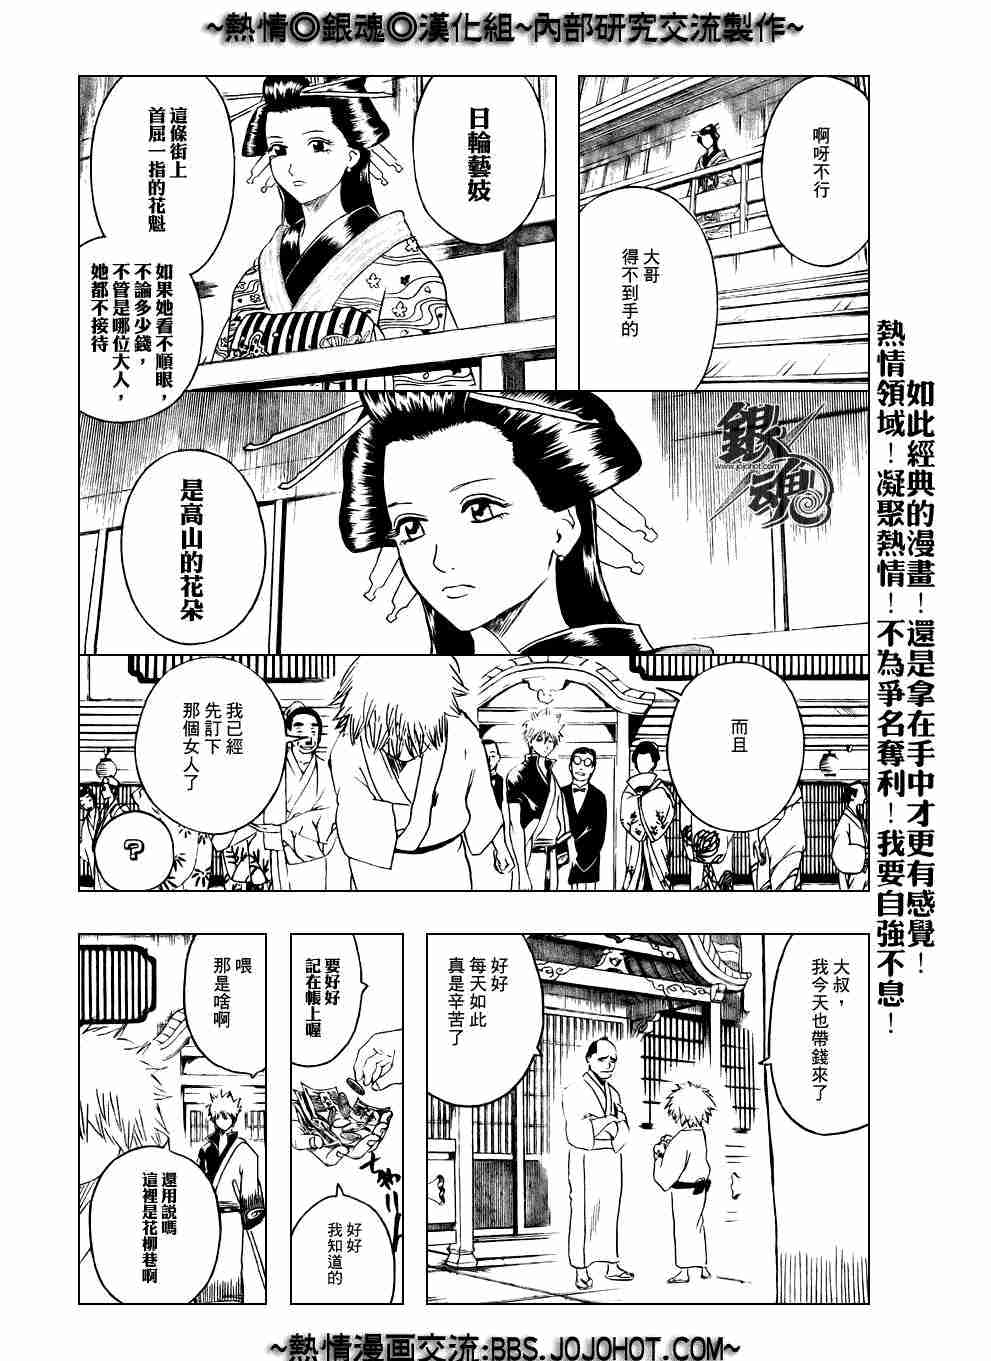 ~熱情◎銀魂◎漢化組~內部研究交流製作~
啊呀不行
大哥
得不到手的
日輪藝妓
這條街上
首屈一指的花魁
如果她看不順眼，
不論多少錢，
不管是哪位大人，
她都不接待
銀魂
www.jojohot.com
是高山的花朵
而且
我已經
先訂下
那個女人了
？
大叔，
我今天也帶錢來了
好好
每天如此
真是辛苦了
要好好
記在帳上喔
ちゃりっ
好好
我知道的
喂
那是啥啊
還用說嗎
這裡是花柳巷啊
如此經典的漫畫！還是拿在手中才更有感覺！
熱情領域！凝聚熱情！不為爭名奪利！我要自強不息！
~熱情漫画交流:BBS.JOJOHOT.COM~